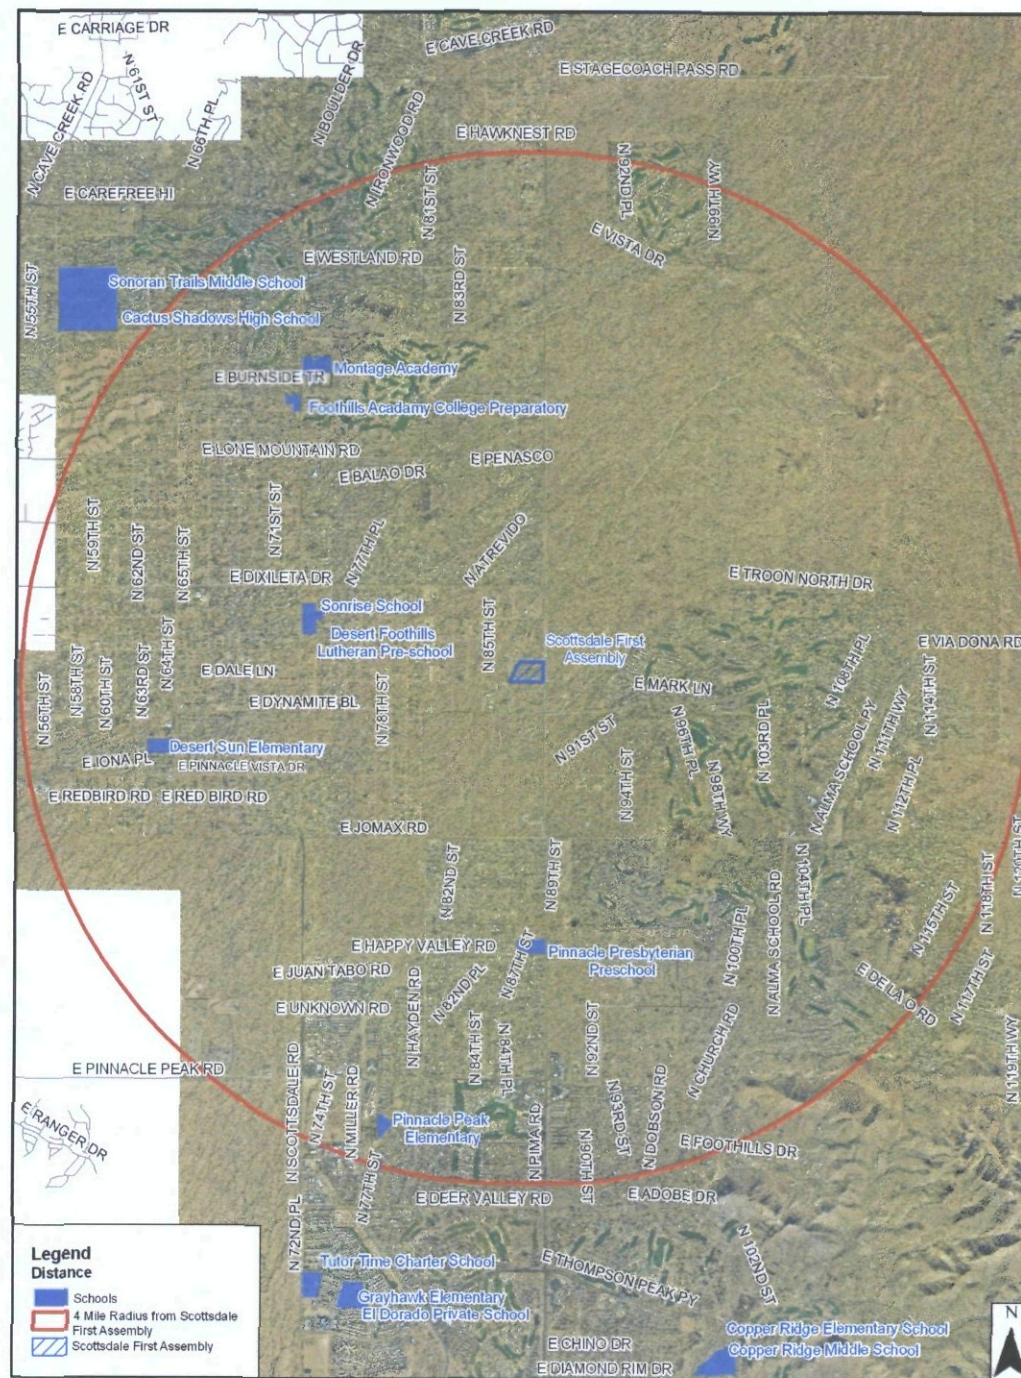 E CARRIAGE DR
E CAVE CREEK RD
N 61ST ST
N BOULDER DR
E STAGECOACH PASS RD
N CAVE CREEK RD
N 66TH PL
N IRONWOOD RD
E HAWKNEST RD
E CAREFREE HI
N 81ST ST
N 92ND PL
N 99TH WY
E VISTA DR
E WESTLAND RD
N 55TH ST
Sonoran Trails Middle School
N 83RD ST
Cactus Shadows High School
Montage Academy
E BURNSIDE TR
Foothills Acadamy College Preparatory
E LONE MOUNTAIN RD
E PENASCO
E BALAO DR
N 59TH ST
N 62ND ST
N 65TH ST
N 71ST ST
N 77TH PL
N ATREVIDO
E DIXILETA DR
E TROON NORTH DR
Sonrise School
Desert Foothills
Lutheran Pre-school
N 85TH ST
Scottsdale First
Assembly
E VIA DONA RD
N 56TH ST
N 58TH ST
N 60TH ST
N 63RD ST
N 64TH ST
E DALE LN
E MARK LN
N 108TH PL
N 114TH ST
E DYNAMITE BL
N 78TH ST
N 91ST ST
N 96TH PL
N 103RD PL
N ALMA SCHOOL PY
N 111TH WY
Desert Sun Elementary
E IONA PL
E PINNACLE VISTA DR
N 94TH ST
N 98TH WY
N 112TH PL
E REDBIRD RD
E RED BIRD RD
E JOMAX RD
N 120TH ST
N 82ND ST
N 89TH ST
N 104TH PL
N ALMA SCHOOL RD
N 118TH ST
N 115TH ST
E HAPPY VALLEY RD
N 87TH ST
Pinnacle Presbyterian
Preschool
N 100TH PL
E JUAN TABO RD
N HAYDEN RD
N 82ND PL
E DE LA O RD
N 117TH ST
E UNKNOWN RD
N 84TH ST
N 84TH PL
N 92ND ST
N CHURCH RD
N 119TH WY
E PINNACLE PEAK RD
N SCOTTSDALE RD
N 74TH ST
N MILLER RD
E RANGER DR
Pinnacle Peak
Elementary
N PIMA RD
N 90TH ST
N 93RD ST
N DOBSON RD
E FOOTHILLS DR
N 77TH ST
E DEER VALLEY RD
E ADOBE DR
N 72ND PL
Tutor Time Charter School
E THOMPSON PEAK PY
N 102ND ST
Grayhawk Elementary
El Dorado Private School
E CHINO DR
E DIAMOND RIM DR
Copper Ridge Elementary School
Copper Ridge Middle School
Legend
Distance
Schools
4 Mile Radius from Scottsdale
First Assembly
Scottsdale First Assembly
N